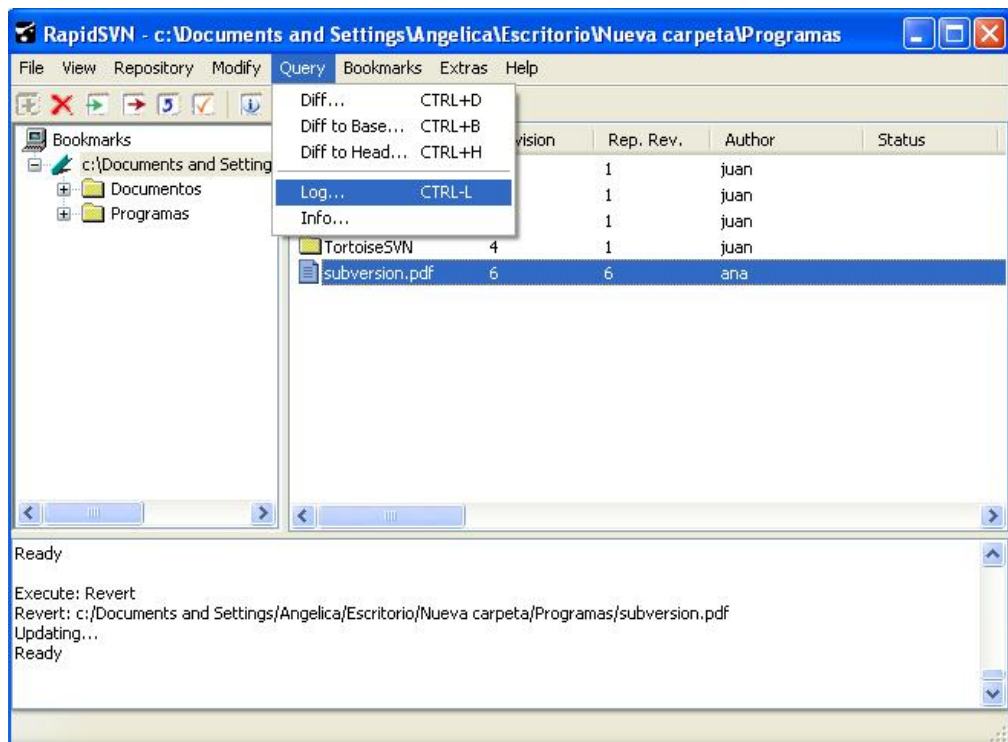 RapidSVN - c:\Documents and Settings\Angelica\Escritorio\Nueva carpeta\Programas
File View Repository Modify Query Bookmarks Extras Help
Diff... CTRL+D
Diff to Base... CTRL+B
Diff to Head... CTRL+H
Log... CTRL-L
Info...
Bookmarks
c:\Documents and Setting
Documentos
Programas
vision Rep. Rev. Author Status
1 juan
1 juan
1 juan
TortoiseSVN 4 1 juan
subversion.pdf 6 6 ana
Ready
Execute: Revert
Revert: c:/Documents and Settings/Angelica/Escritorio/Nueva carpeta/Programas/subversion.pdf
Updating...
Ready